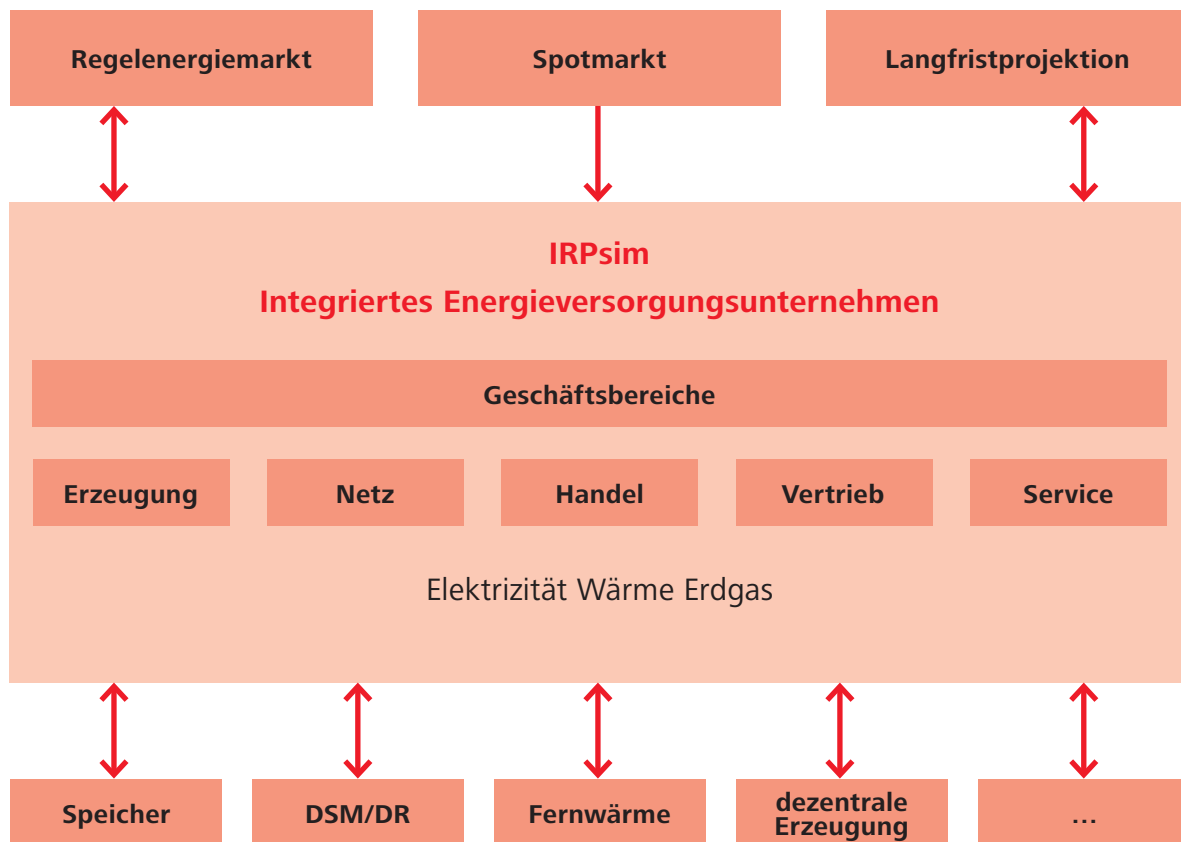 Regelenergiemarkt
Spotmarkt
Langfristprojektion
IRPsim
Integriertes Energieversorgungsunternehmen
Geschäftsbereiche
Erzeugung
Netz
Handel
Vertrieb
Service
Elektrizität Wärme Erdgas
Speicher
DSM/DR
Fernwärme
dezentrale
Erzeugung
...